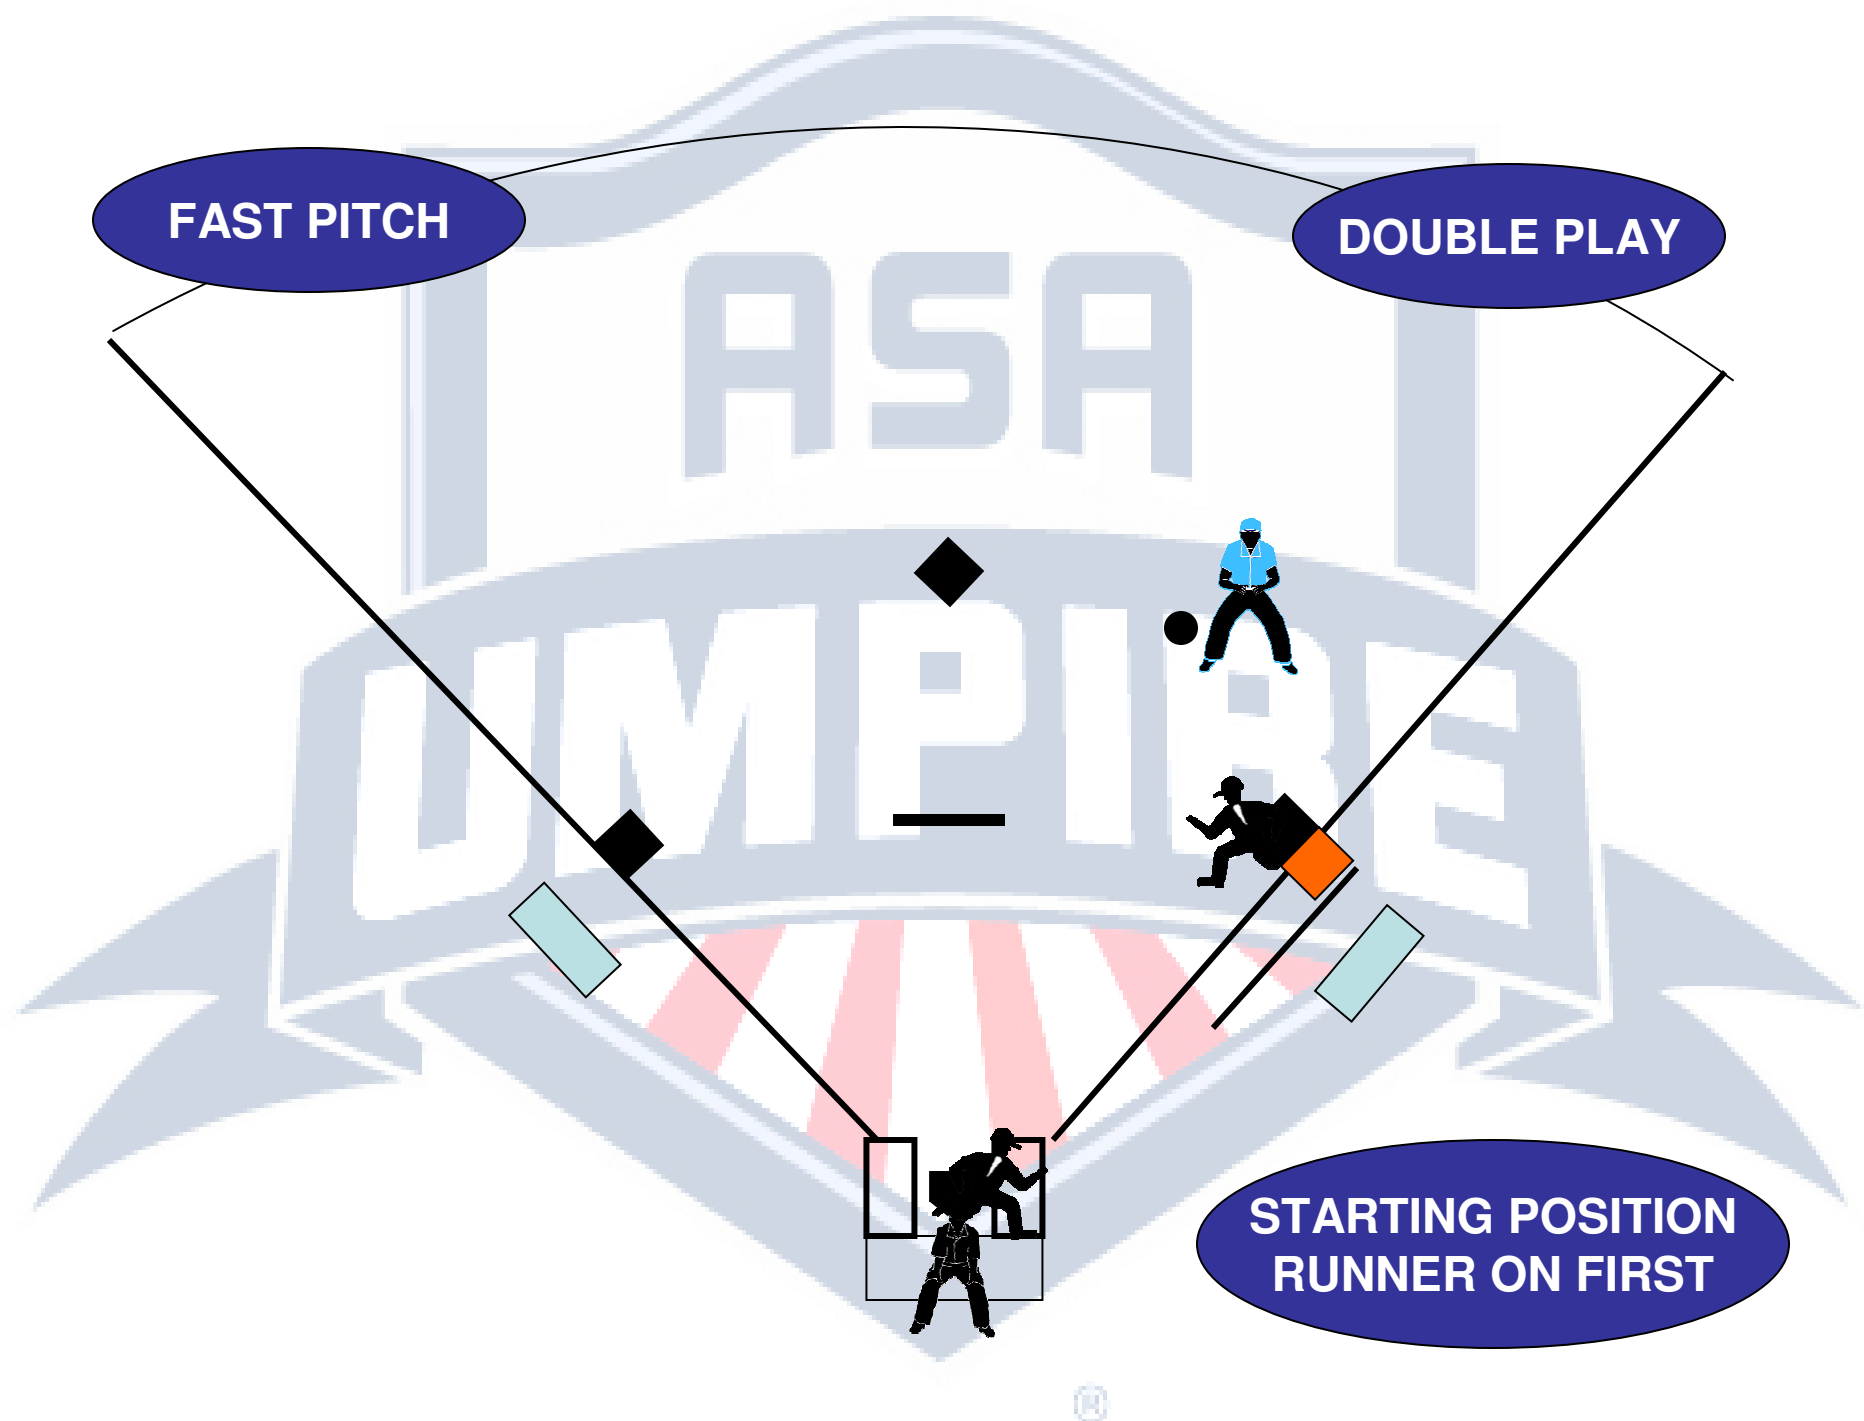 FAST PITCH
DOUBLE PLAY
ASA
UMPIRE
STARTING POSITION
RUNNER ON FIRST
®